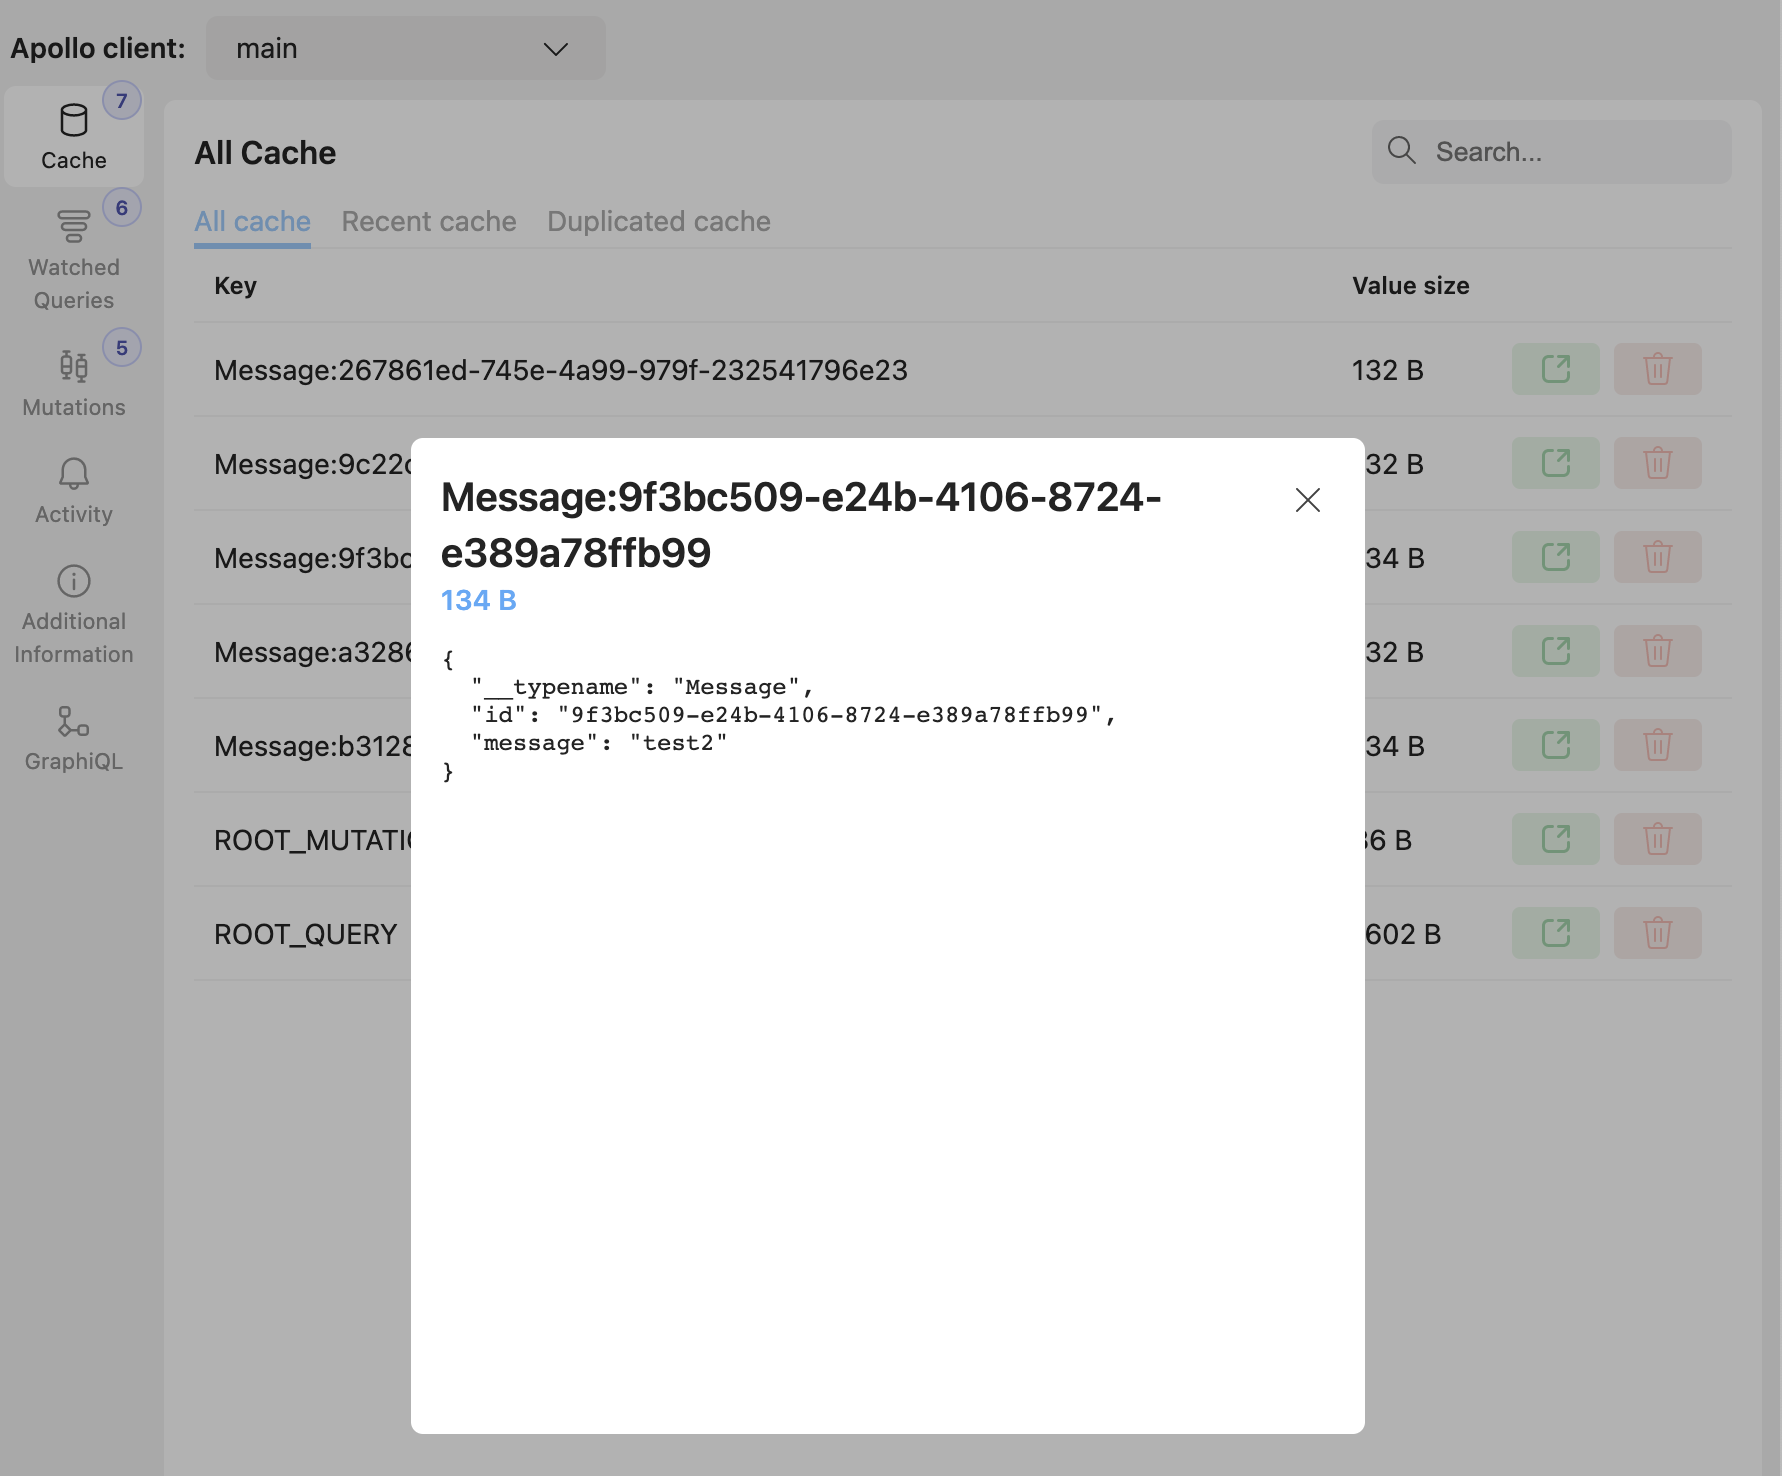 Apollo client:
main
7
Cache
6
Watched
Queries
5
Mutations
Activity
Additional
Information
GraphiQL
All Cache
Search...
All cache
Recent cache
Duplicated cache
Key
Value size
Message:267861ed-745e-4a99-979f-232541796e23
132 B
Message:9c22
32 B
Message:9f3bc
34 B
Message:a328
32 B
Message:b3128
34 B
ROOT_MUTATI
6 B
ROOT_QUERY
602 B
Message:9f3bc509-e24b-4106-8724-
e389a78ffb99
134 B
{
"__typename": "Message",
"id": "9f3bc509-e24b-4106-8724-e389a78ffb99",
"message": "test2"
}